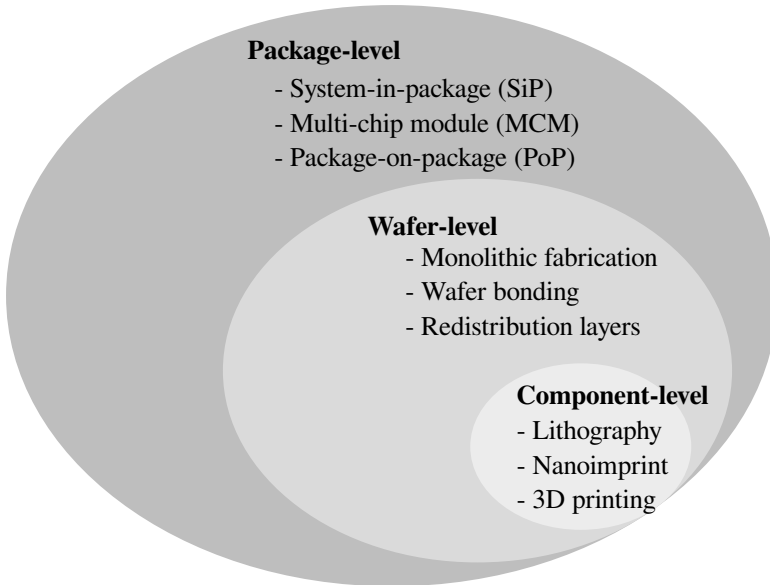 Package-level
- System-in-package (SiP)
- Multi-chip module (MCM)
- Package-on-package (PoP)
Wafer-level
- Monolithic fabrication
- Wafer bonding
- Redistribution layers
Component-level
- Lithography
- Nanoimprint
- 3D printing